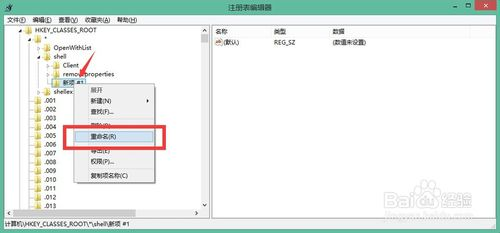 注册表编辑器
文件(F) 编辑(E) 查看(V) 收藏夹(A) 帮助(H)
HKEY_CLASSES_ROOT
*
OpenWithList
shell
Client
removeproperties
新项 #1
shellex
.001
.003
.004
.005
.006
.007
.008
.009
.010
.011
.012
.013
名称 类型 数据
(默认) REG_SZ (数值未设置)
展开
新建(N)
查找(F)...
重命名(R)
导出(E)
权限(P)...
复制项名称(C)
计算机\HKEY_CLASSES_ROOT\*\shell\新项 #1
Baidu 经验
jingyan.baidu.com